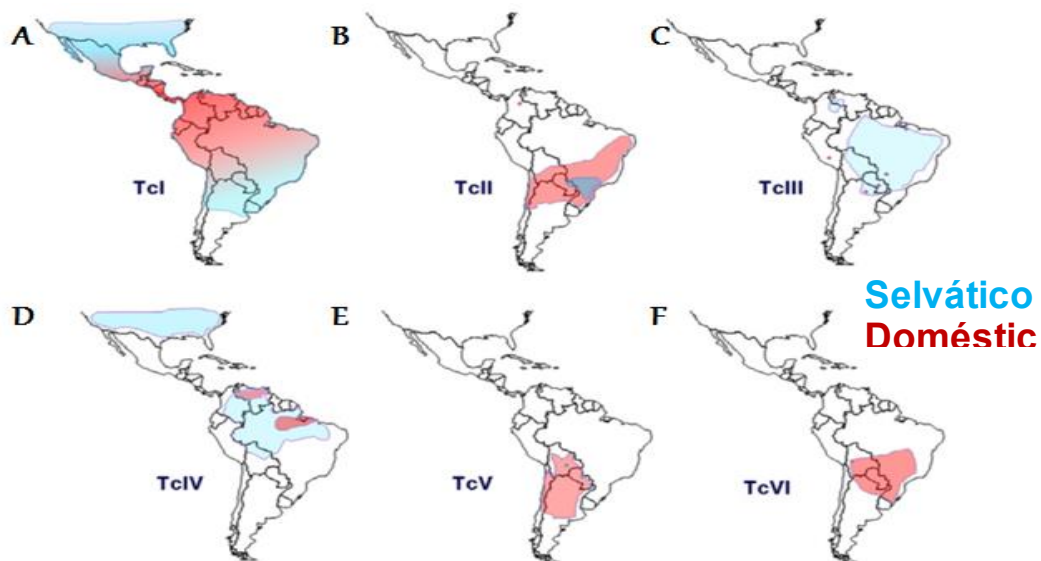 A
B
C
TcI
TcII
TcIII
Selvático
Doméstic
D
E
F
TcIV
TcV
TcVI